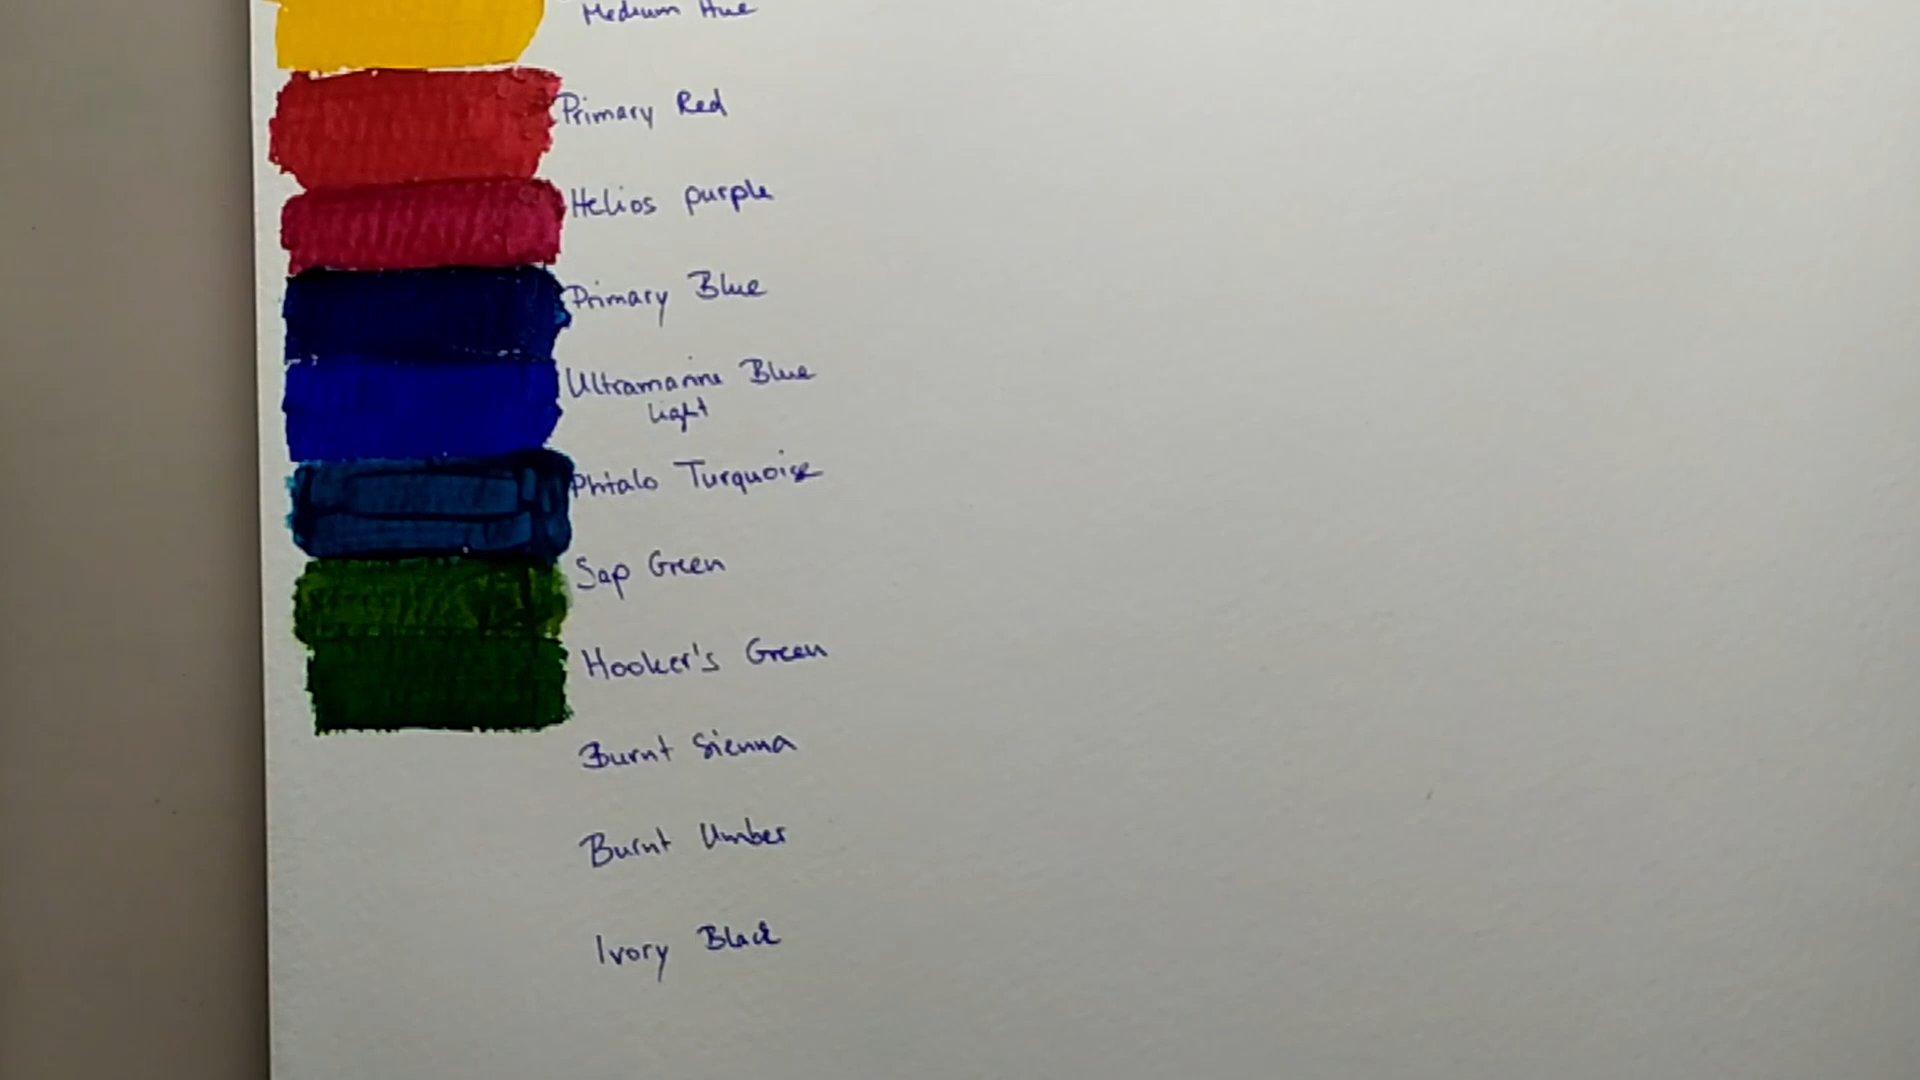 Medium Hue
Primary Red
Helios purple
Primary Blue
Ultramarine Blue
light
Phtalo Turquoise
Sap Green
Hooker's Green
Burnt Sienna
Burnt Umber
Ivory Black